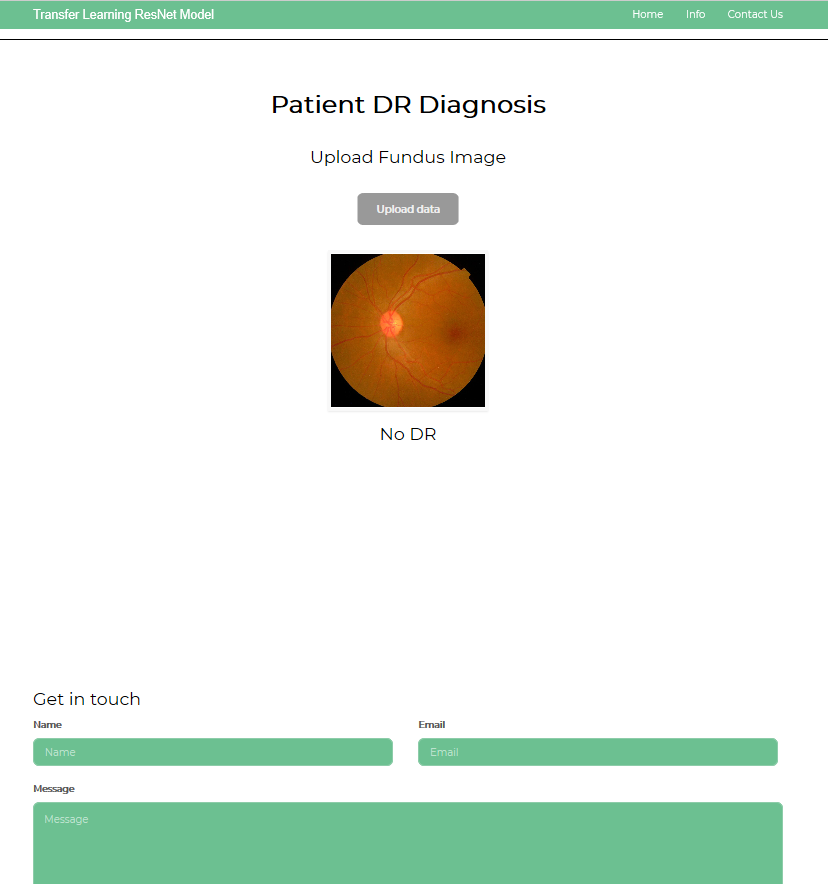 Transfer Learning ResNet Model
Home Info Contact Us
Patient DR Diagnosis
Upload Fundus Image
Upload data
No DR
Get in touch
Name Email
Name Email
Message
Message